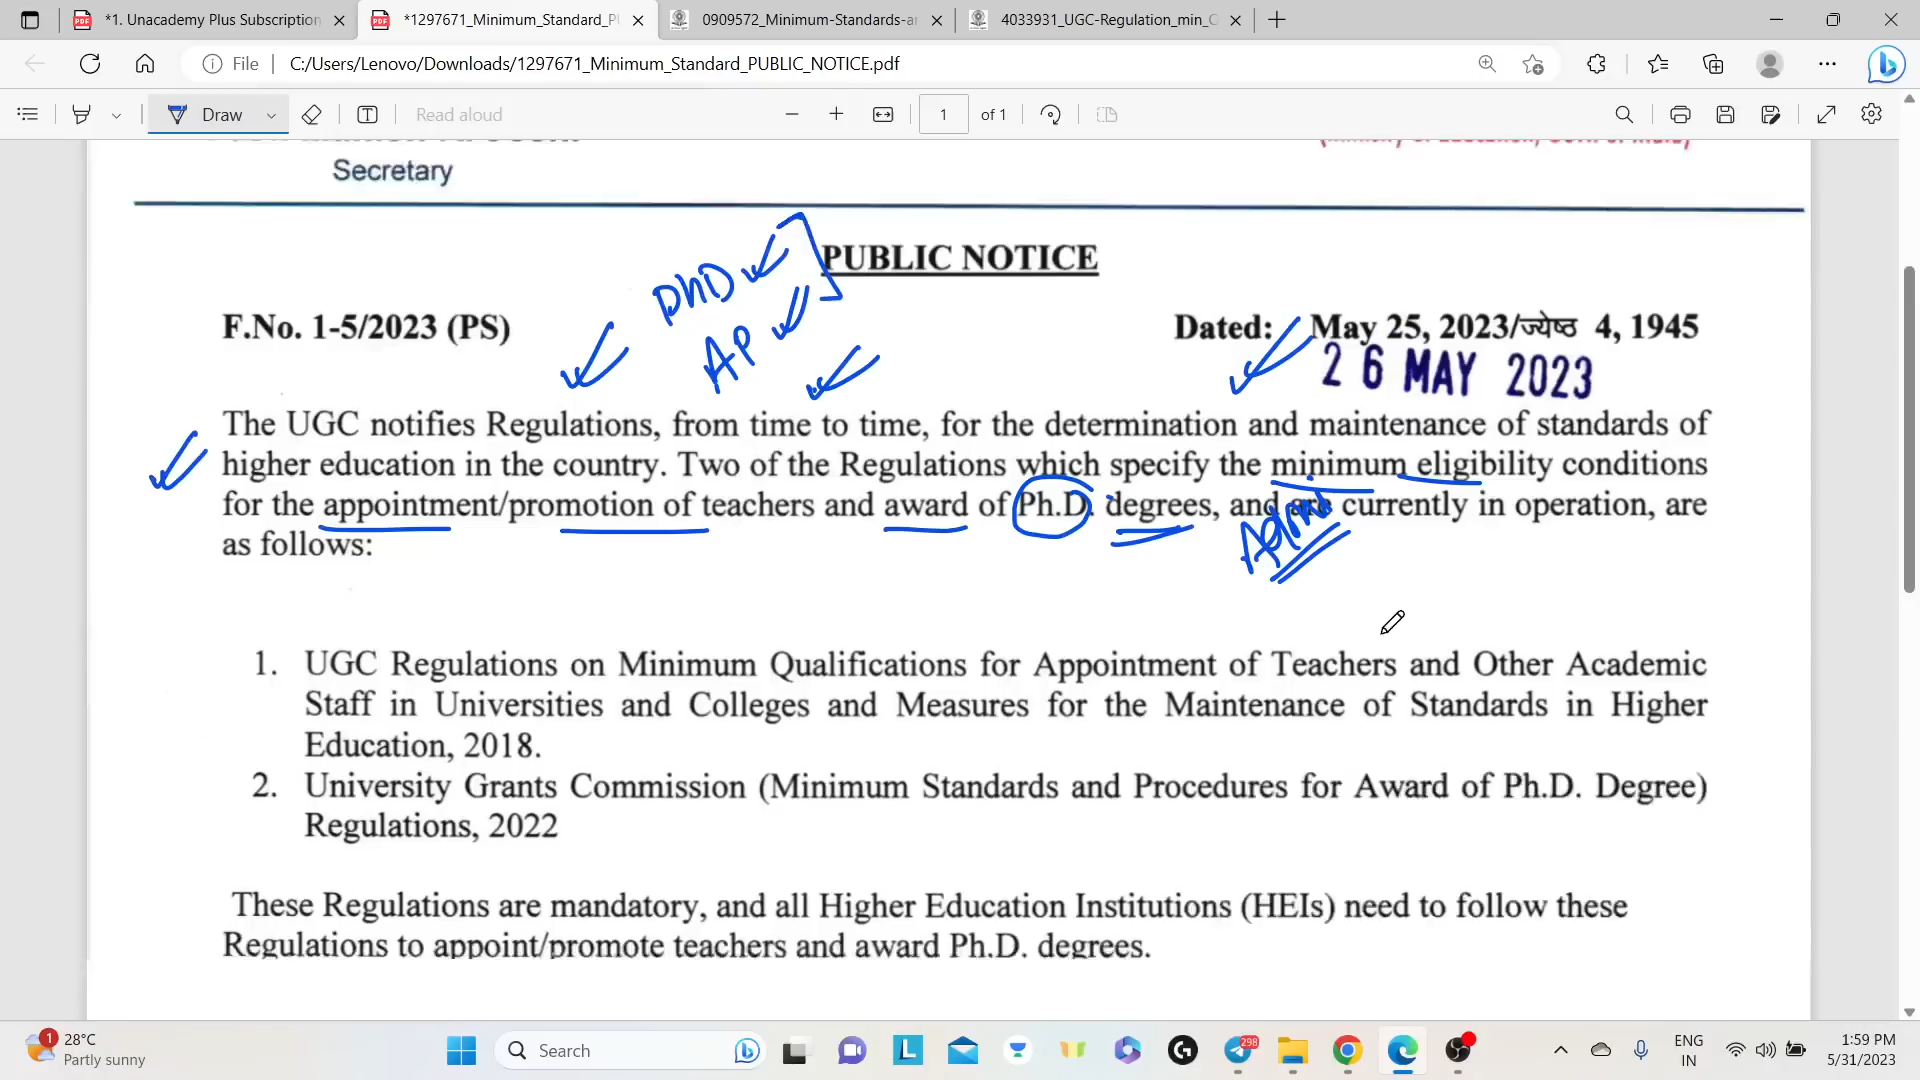 *1. Unacademy Plus Subscription
*1297671_Minimum_Standard_PU
0909572_Minimum-Standards-a
4033931_UGC-Regulation_min_
File
C:/Users/Lenovo/Downloads/1297671_Minimum_Standard_PUBLIC_NOTICE.pdf
Draw
Read aloud
1
of 1
Secretary
PUBLIC NOTICE
PhD
AP
F.No. 1-5/2023 (PS)
Dated: May 25, 2023/ज्येष्ठ 4, 1945
26 MAY 2023
The UGC notifies Regulations, from time to time, for the determination and maintenance of standards of
higher education in the country. Two of the Regulations which specify the minimum eligibility conditions
for the appointment/promotion of teachers and award of Ph.D. degrees, and are currently in operation, are
as follows:
1. UGC Regulations on Minimum Qualifications for Appointment of Teachers and Other Academic
Staff in Universities and Colleges and Measures for the Maintenance of Standards in Higher
Education, 2018.
2. University Grants Commission (Minimum Standards and Procedures for Award of Ph.D. Degree)
Regulations, 2022
These Regulations are mandatory, and all Higher Education Institutions (HEIs) need to follow these
Regulations to appoint/promote teachers and award Ph.D. degrees.
1
28°C
Partly sunny
Search
298
ENG
IN
1:59 PM
5/31/2023